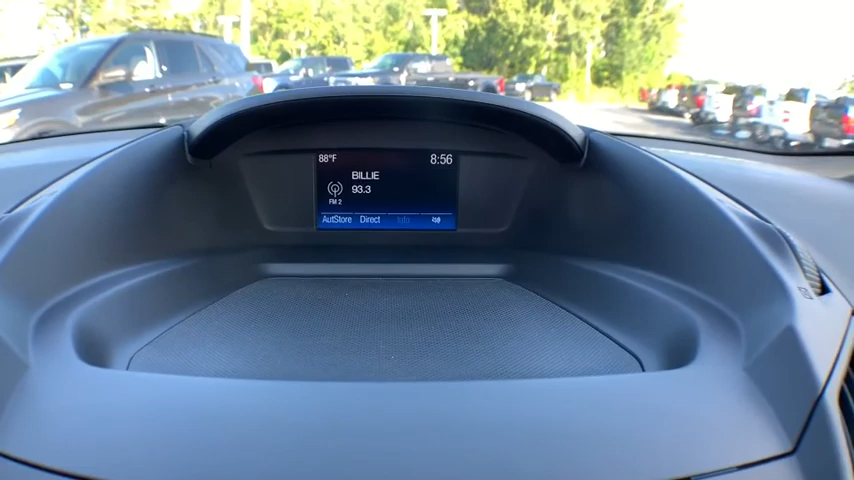 88°F 8:56
BILLIE
93.3
FM 2
AutStore Direct Info